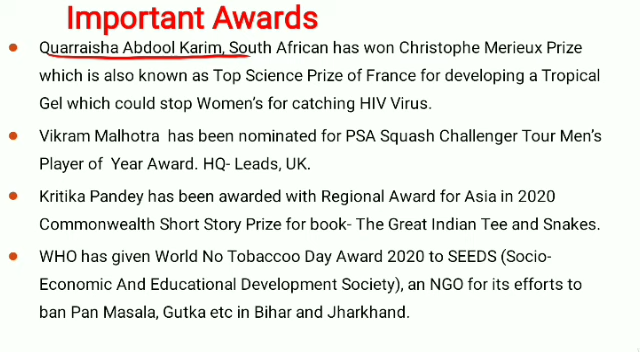 Important Awards
Quarraisha Abdool Karim, South African has won Christophe Merieux Prize
which is also known as Top Science Prize of France for developing a Tropical
Gel which could stop Women's for catching HIV Virus.
Vikram Malhotra has been nominated for PSA Squash Challenger Tour Men's
Player of Year Award. HQ- Leads, UK.
Kritika Pandey has been awarded with Regional Award for Asia in 2020
Commonwealth Short Story Prize for book- The Great Indian Tee and Snakes.
WHO has given World No Tobaccoo Day Award 2020 to SEEDS (Socio-
Economic And Educational Development Society), an NGO for its efforts to
ban Pan Masala, Gutka etc in Bihar and Jharkhand.